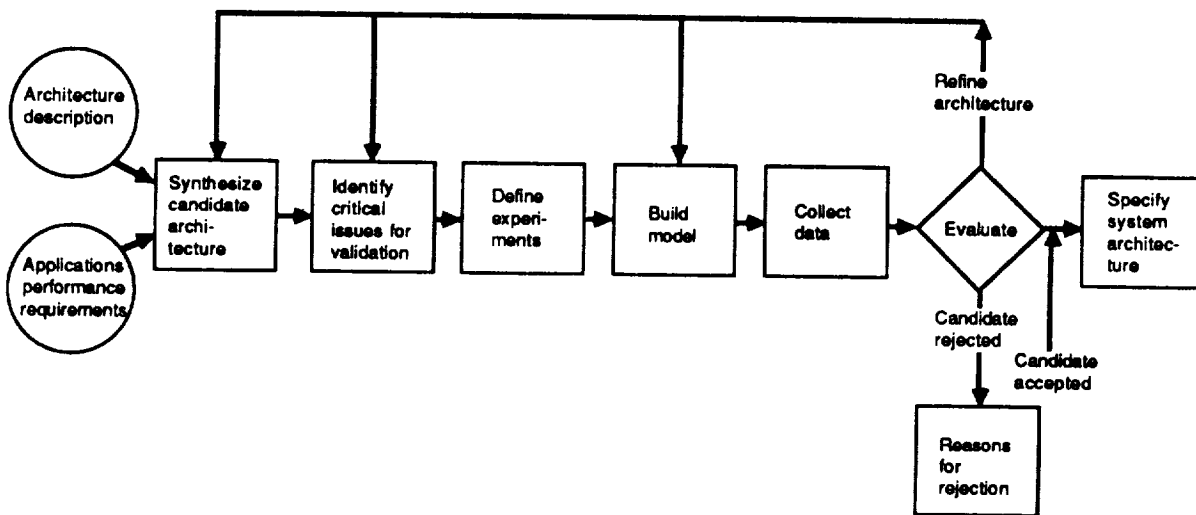 Architecture
description
Applications
performance
requirements
Synthesize
candidate
archi-
tecture
Identify
critical
issues for
validation
Define
experi-
ments
Build
model
Collect
data
Evaluate
Refine
architecture
Candidate
rejected
Candidate
accepted
Specify
system
architec-
ture
Reasons
for
rejection